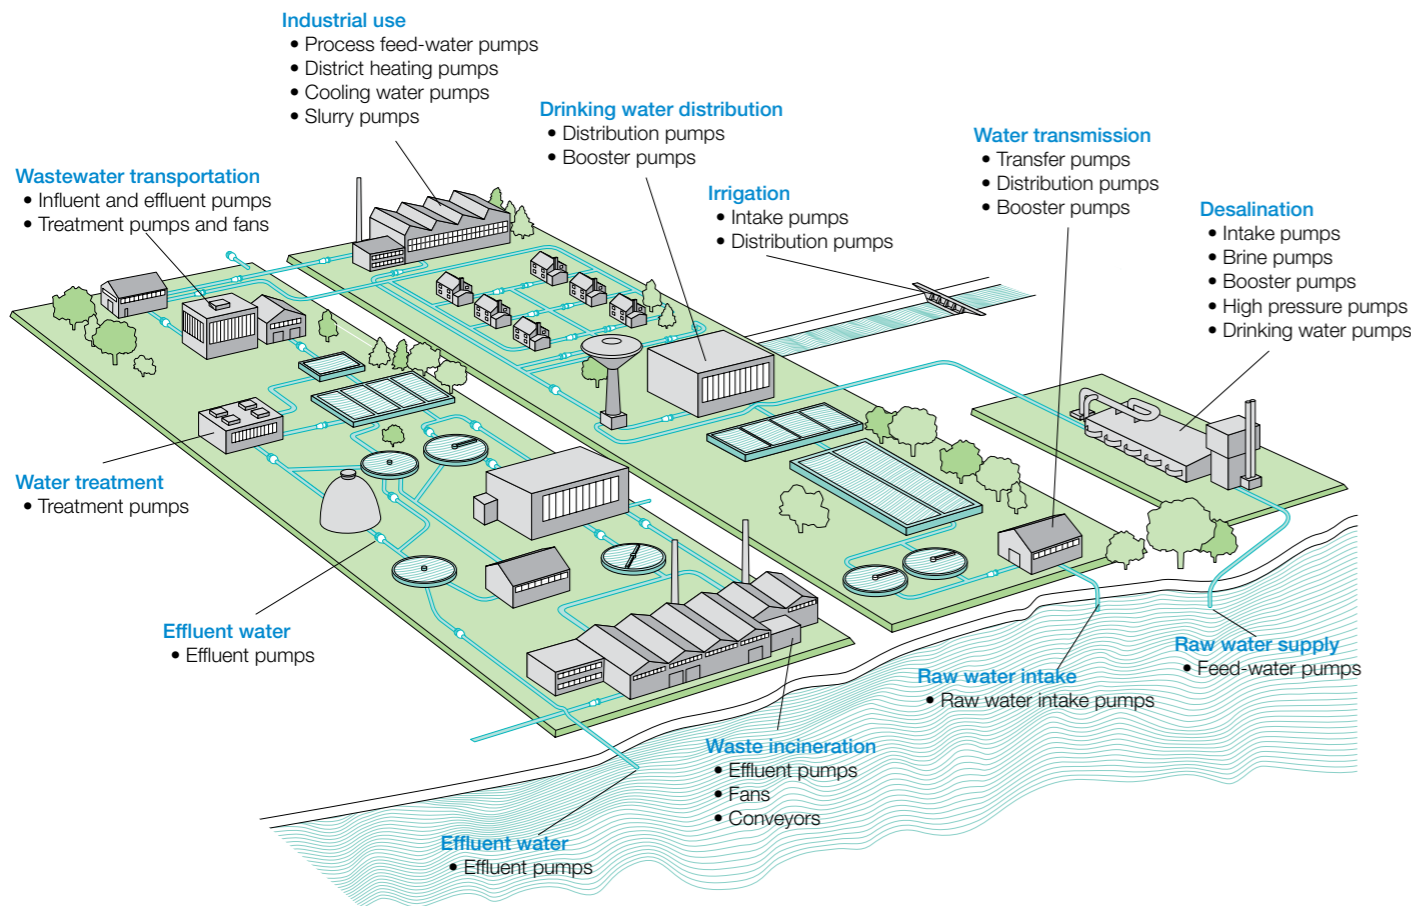 Industrial use
• Process feed-water pumps
• District heating pumps
• Cooling water pumps
• Slurry pumps
Drinking water distribution
• Distribution pumps
• Booster pumps
Water transmission
• Transfer pumps
• Distribution pumps
• Booster pumps
Wastewater transportation
• Influent and effluent pumps
• Treatment pumps and fans
Irrigation
• Intake pumps
• Distribution pumps
Desalination
• Intake pumps
• Brine pumps
• Booster pumps
• High pressure pumps
• Drinking water pumps
Water treatment
• Treatment pumps
Effluent water
• Effluent pumps
Raw water supply
• Feed-water pumps
Raw water intake
• Raw water intake pumps
Waste incineration
• Effluent pumps
• Fans
• Conveyors
Effluent water
• Effluent pumps